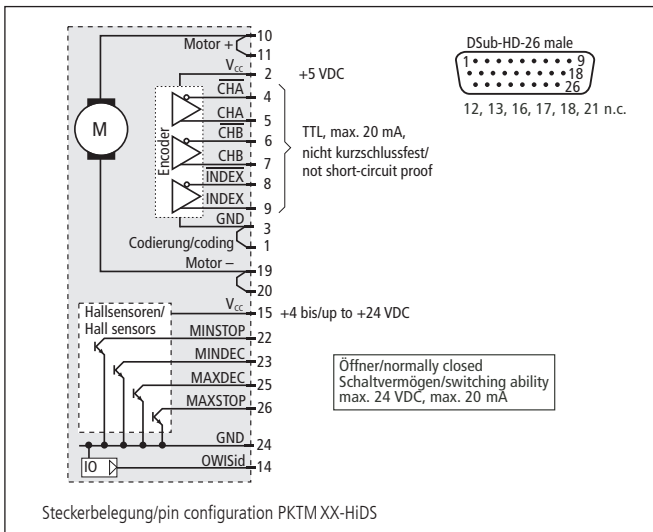 DSub-HD-26 male
1 9
18
26
12, 13, 16, 17, 18, 21 n.c.
Motor + 10
11
VCC 2 +5 VDC
CHA 4
CHA 5
CHB 6
CHB 7
INDEX 8
INDEX 9
GND 3
Codierung/coding 1
Motor – 19
20
M
Encoder
TTL, max. 20 mA,
nicht kurzschlussfest/
not short-circuit proof
VCC 15 +4 bis/up to +24 VDC
Hallsensoren/
Hall sensors
MINSTOP 22
MINDEC 23
MAXDEC 25
MAXSTOP 26
GND 24
IO OWISid 14
Öffner/normally closed
Schaltvermögen/switching ability
max. 24 VDC, max. 20 mA
Steckerbelegung/pin configuration PKTM XX-HiDS